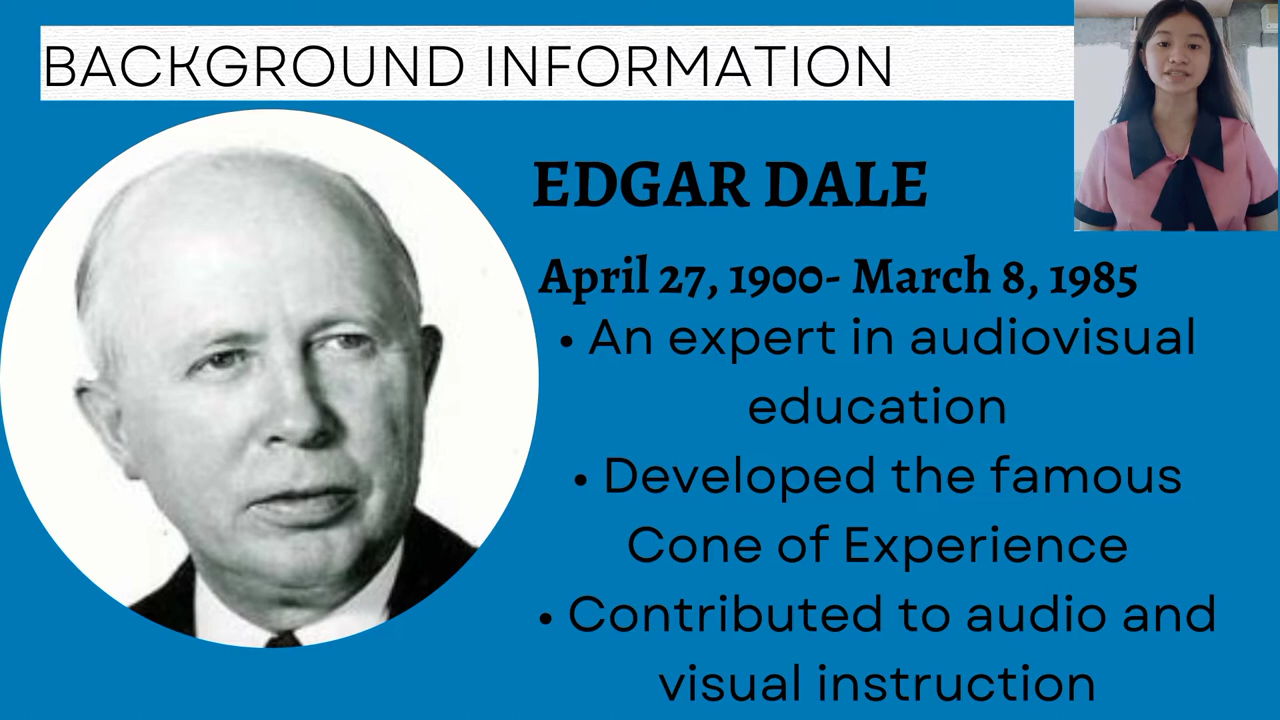 BACKGROUND INFORMATION
EDGAR DALE
April 27, 1900- March 8, 1985
• An expert in audiovisual
education
• Developed the famous
Cone of Experience
• Contributed to audio and
visual instruction